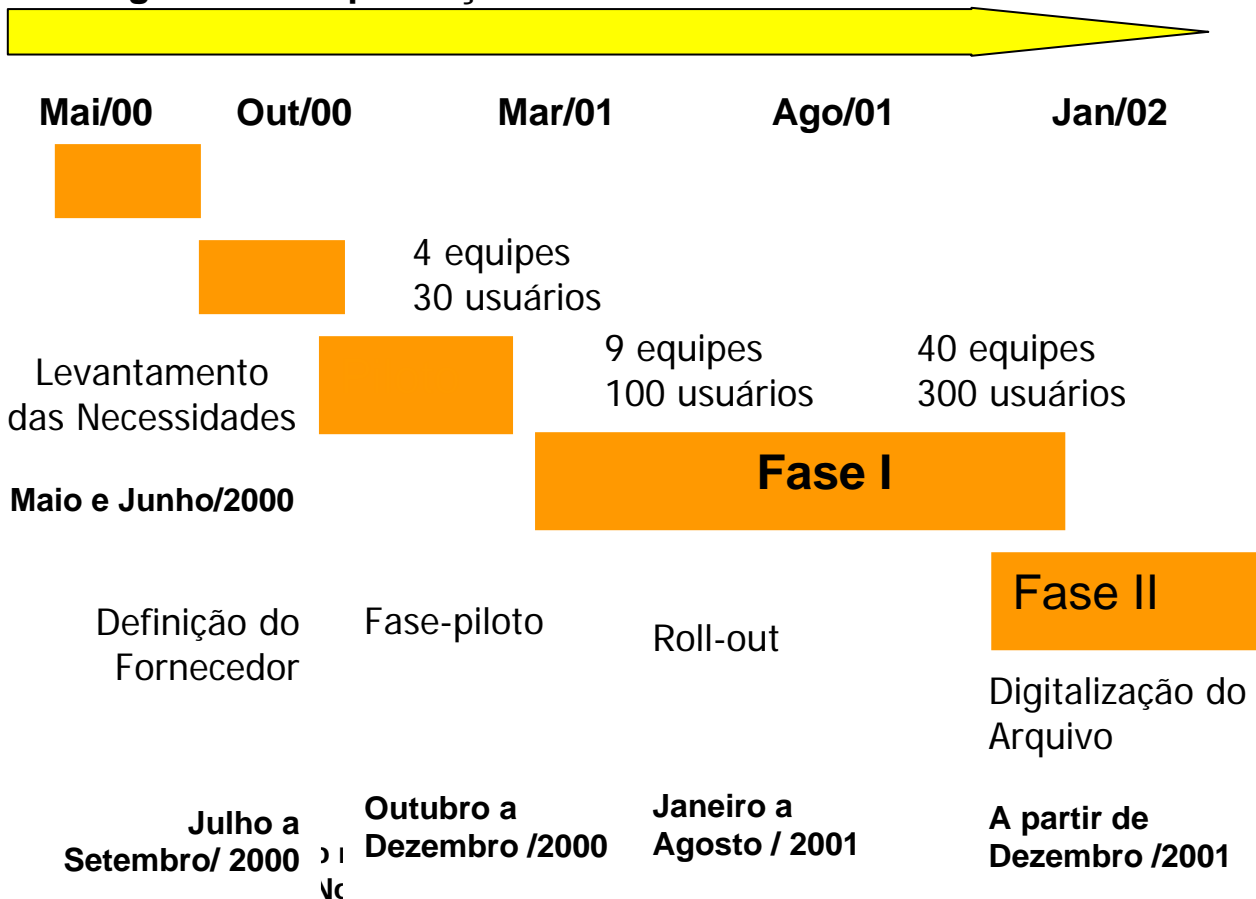 Mai/00 Out/00 Mar/01 Ago/01 Jan/02
4 equipes
30 usuários
9 equipes
100 usuários
40 equipes
300 usuários
Levantamento
das Necessidades
Fase I
Maio e Junho/2000
Fase II
Definição do
Fornecedor
Fase-piloto
Roll-out
Digitalização do
Arquivo
Julho a
Setembro/ 2000
Outubro a
Dezembro /2000
Janeiro a
Agosto / 2001
A partir de
Dezembro /2001